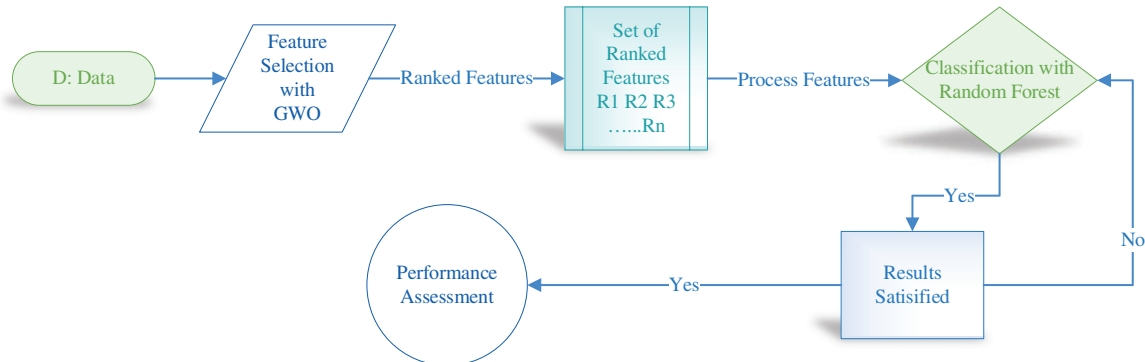 D: Data
Feature
Selection
with
GWO
Ranked Features
Set of
Ranked
Features
R1 R2 R3
…...Rn
Process Features
Classification with
Random Forest
Yes
No
Results
Satisified
Yes
Performance
Assessment